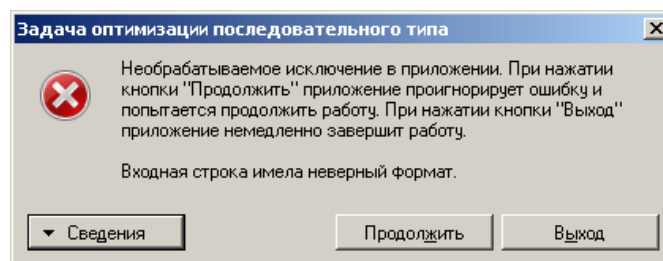 Задача оптимизации последовательного типа
Необрабатываемое исключение в приложении. При нажатии
кнопки "Продолжить" приложение проигнорирует ошибку и
попытается продолжить работу. При нажатии кнопки "Выход"
приложение немедленно завершит работу.
Входная строка имела неверный формат.
Сведения Продолжить Выход